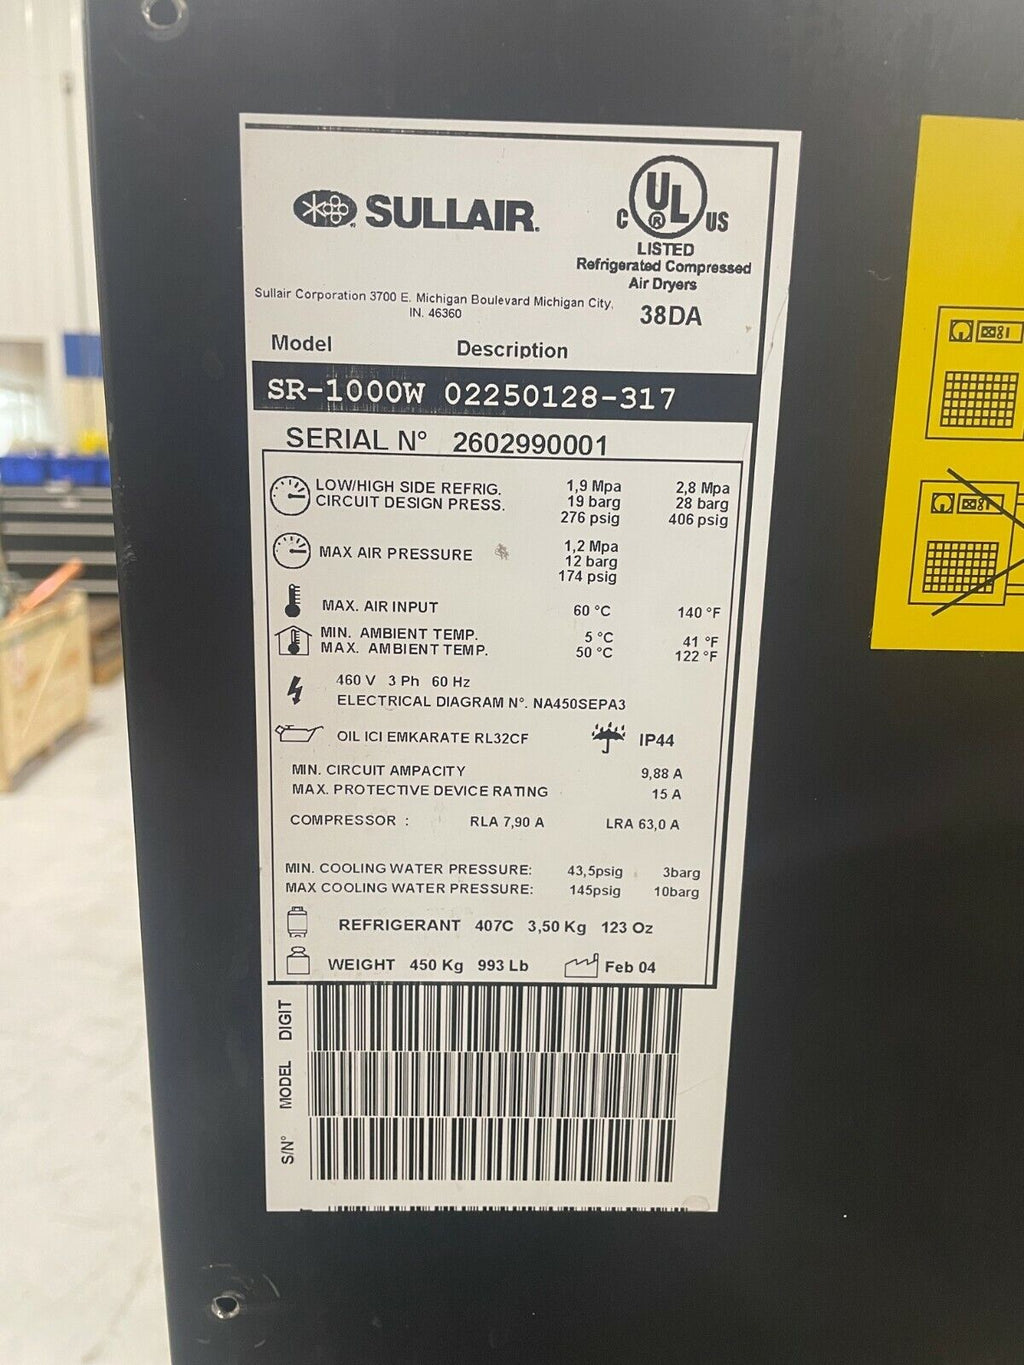 SULLAIR.
C UL ® US
LISTED
Refrigerated Compressed
Air Dryers
38DA
Sullair Corporation 3700 E. Michigan Boulevard Michigan City,
IN. 46360
Model Description
SR-1000W 02250128-317
SERIAL N° 2602990001
LOW/HIGH SIDE REFRIG. 1,9 Mpa 2,8 Mpa
CIRCUIT DESIGN PRESS. 19 barg 28 barg
276 psig 406 psig
MAX AIR PRESSURE 1,2 Mpa
12 barg
174 psig
MAX. AIR INPUT 60 °C 140 °F
MIN. AMBIENT TEMP. 5 °C 41 °F
MAX. AMBIENT TEMP. 50 °C 122 °F
460 V 3 Ph 60 Hz
ELECTRICAL DIAGRAM N°. NA450SEPA3
OIL ICI EMKARATE RL32CF IP44
MIN. CIRCUIT AMPACITY 9,88 A
MAX. PROTECTIVE DEVICE RATING 15 A
COMPRESSOR : RLA 7,90 A LRA 63,0 A
MIN. COOLING WATER PRESSURE: 43,5psig 3barg
MAX COOLING WATER PRESSURE: 145psig 10barg
REFRIGERANT 407C 3,50 Kg 123 Oz
WEIGHT 450 Kg 993 Lb Feb 04
DIGIT
MODEL
S/N°